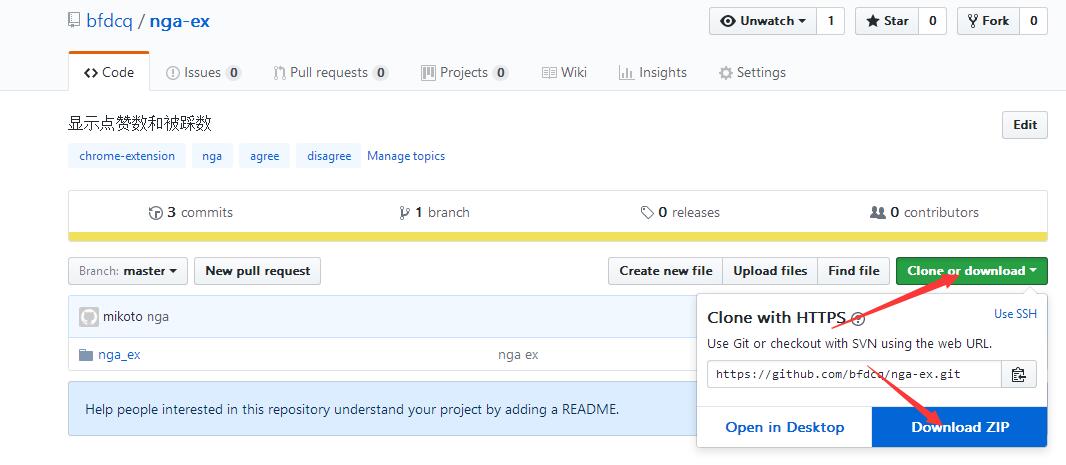 bfdcq / nga-ex
Unwatch 1 Star 0 Fork 0
Code Issues 0 Pull requests 0 Projects 0 Wiki Insights Settings
显示点赞数和被踩数
Edit
chrome-extension nga agree disagree Manage topics
3 commits 1 branch 0 releases 0 contributors
Branch: master New pull request Create new file Upload files Find file Clone or download
mikoto nga
nga_ex nga ex
Help people interested in this repository understand your project by adding a README.
Clone with HTTPS ?
Use SSH
Use Git or checkout with SVN using the web URL.
https://github.com/bfdcq/nga-ex.git
Open in Desktop Download ZIP